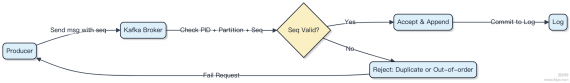 Producer
Send msg with seq
Kafka Broker
Check PID + Partition + Seq
Seq Valid?
Yes
Accept & Append
Commit to Log
Log
No
Reject: Duplicate or Out-of-order
Fail Request